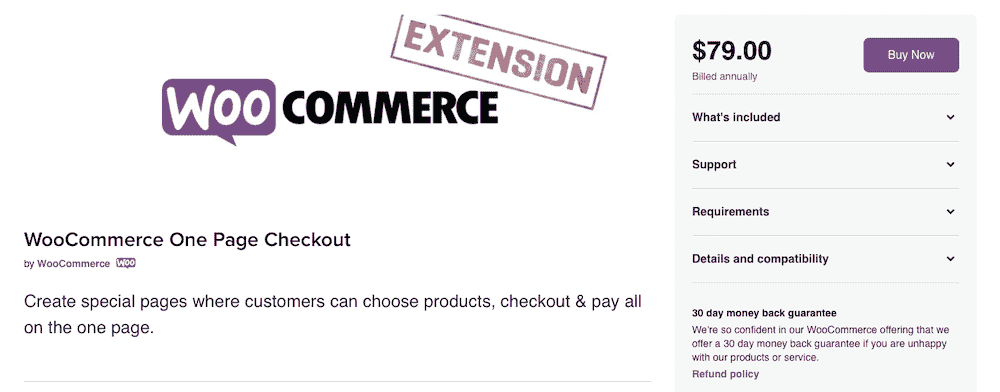 EXTENSION
WOO COMMERCE
WooCommerce One Page Checkout
by WooCommerce WOO
Create special pages where customers can choose products, checkout & pay all
on the one page.
$79.00
Buy Now
Billed annually
What's included
Support
Requirements
Details and compatibility
30 day money back guarantee
We're so confident in our WooCommerce offering that we
offer a 30 day money back guarantee if you are unhappy
with our products or service.
Refund policy